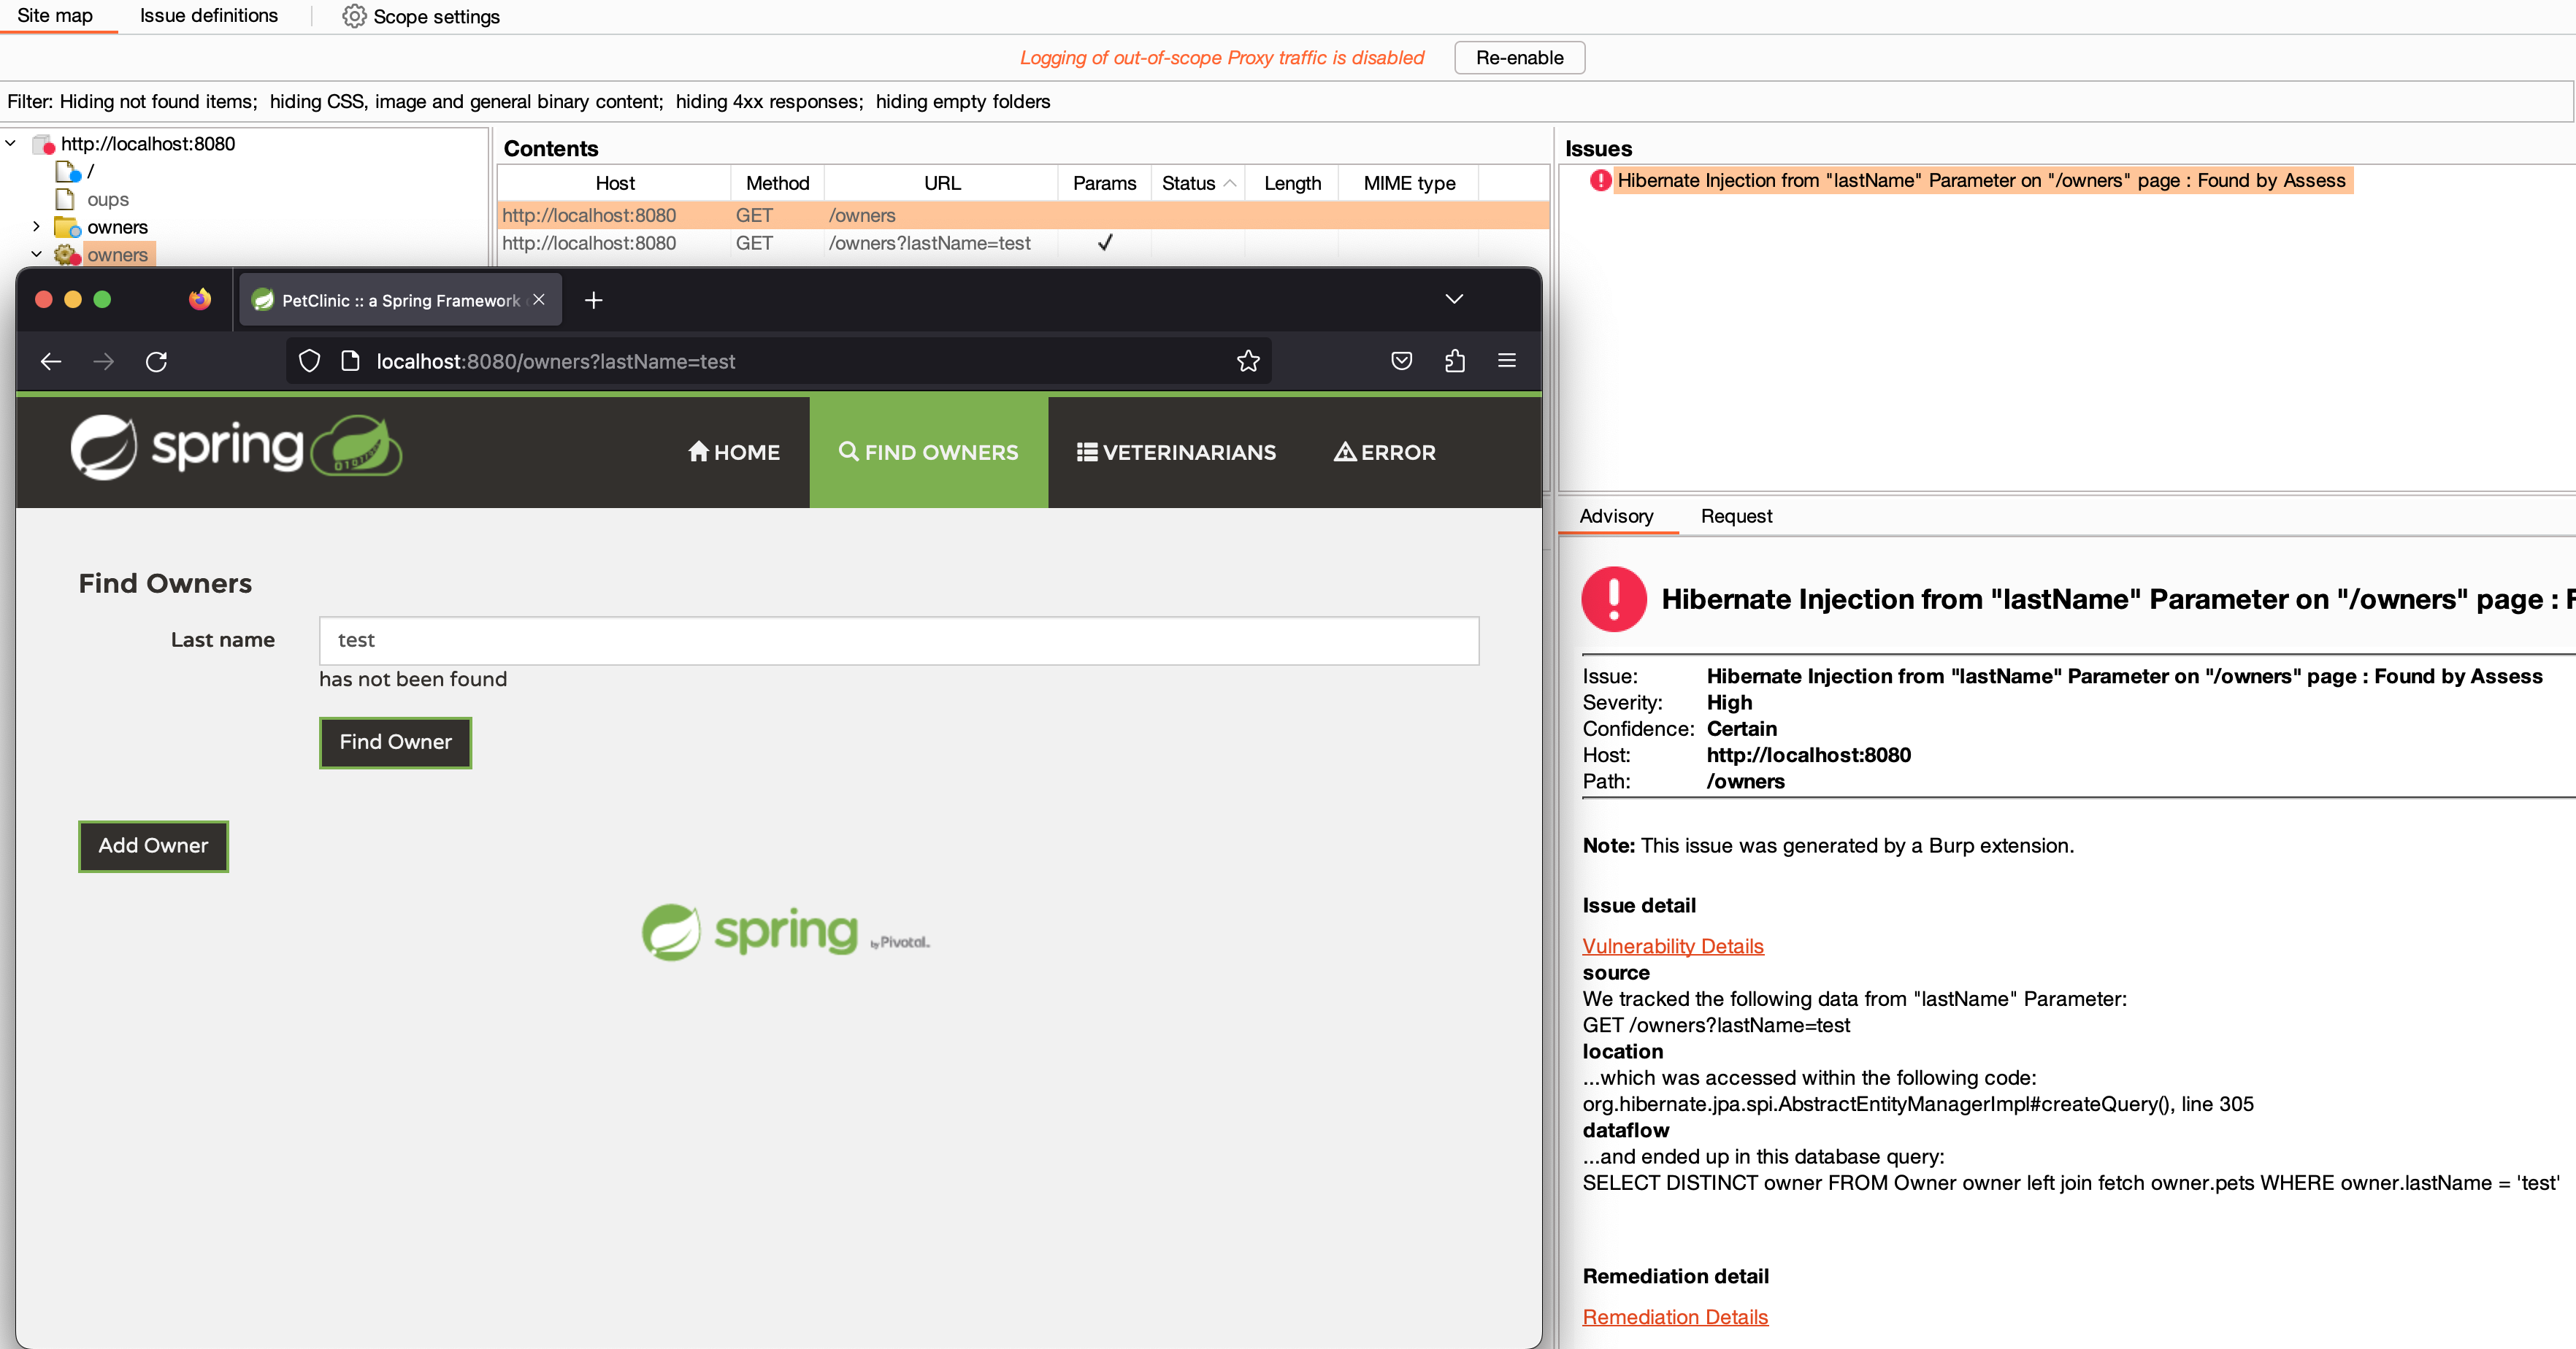 Site map Issue definitions Scope settings
Logging of out-of-scope Proxy traffic is disabled Re-enable
Filter: Hiding not found items; hiding CSS, image and general binary content; hiding 4xx responses; hiding empty folders
http://localhost:8080
/
oups
owners
owners
Contents
Host Method URL Params Status Length MIME type
http://localhost:8080 GET /owners
http://localhost:8080 GET /owners?lastName=test
Issues
Hibernate Injection from "lastName" Parameter on "/owners" page : Found by Assess
PetClinic :: a Spring Framework
localhost:8080/owners?lastName=test
spring
HOME FIND OWNERS VETERINARIANS ERROR
Find Owners
Last name test
has not been found
Find Owner
Add Owner
spring by Pivotal.
Advisory Request
Hibernate Injection from "lastName" Parameter on "/owners" page :
Issue: Hibernate Injection from "lastName" Parameter on "/owners" page : Found by Assess
Severity: High
Confidence: Certain
Host: http://localhost:8080
Path: /owners
Note: This issue was generated by a Burp extension.
Issue detail
Vulnerability Details
source
We tracked the following data from "lastName" Parameter:
GET /owners?lastName=test
location
...which was accessed within the following code:
org.hibernate.jpa.spi.AbstractEntityManagerImpl#createQuery(), line 305
dataflow
...and ended up in this database query:
SELECT DISTINCT owner FROM Owner owner left join fetch owner.pets WHERE owner.lastName = 'test'
Remediation detail
Remediation Details